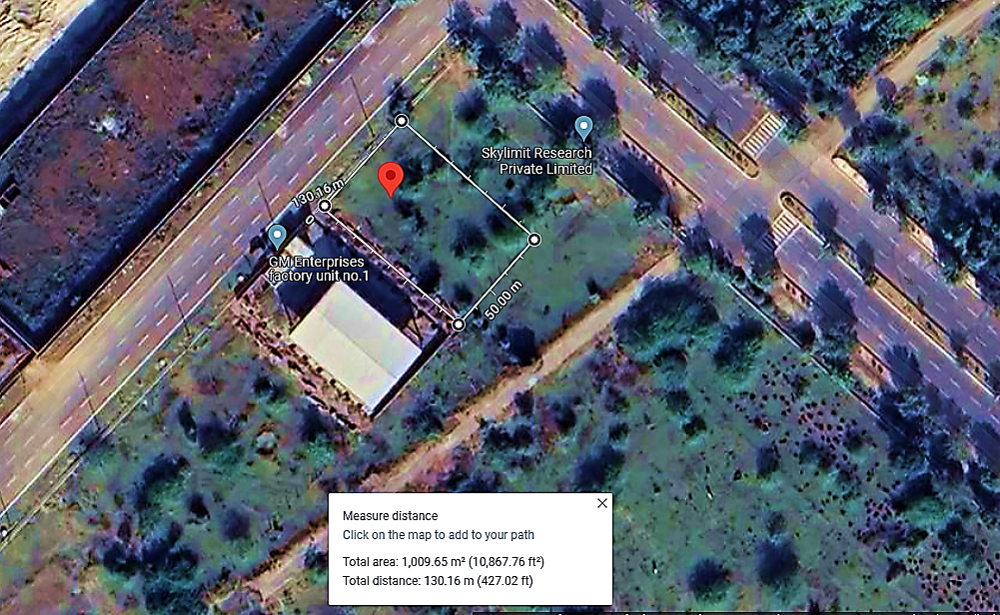 Skylimit Research
Private Limited
130.16 m
0
GM Enterprises
factory unit no.1
50.00 m
Measure distance
Click on the map to add to your path
Total area: 1,009.65 m² (10,867.76 ft²)
Total distance: 130.16 m (427.02 ft)